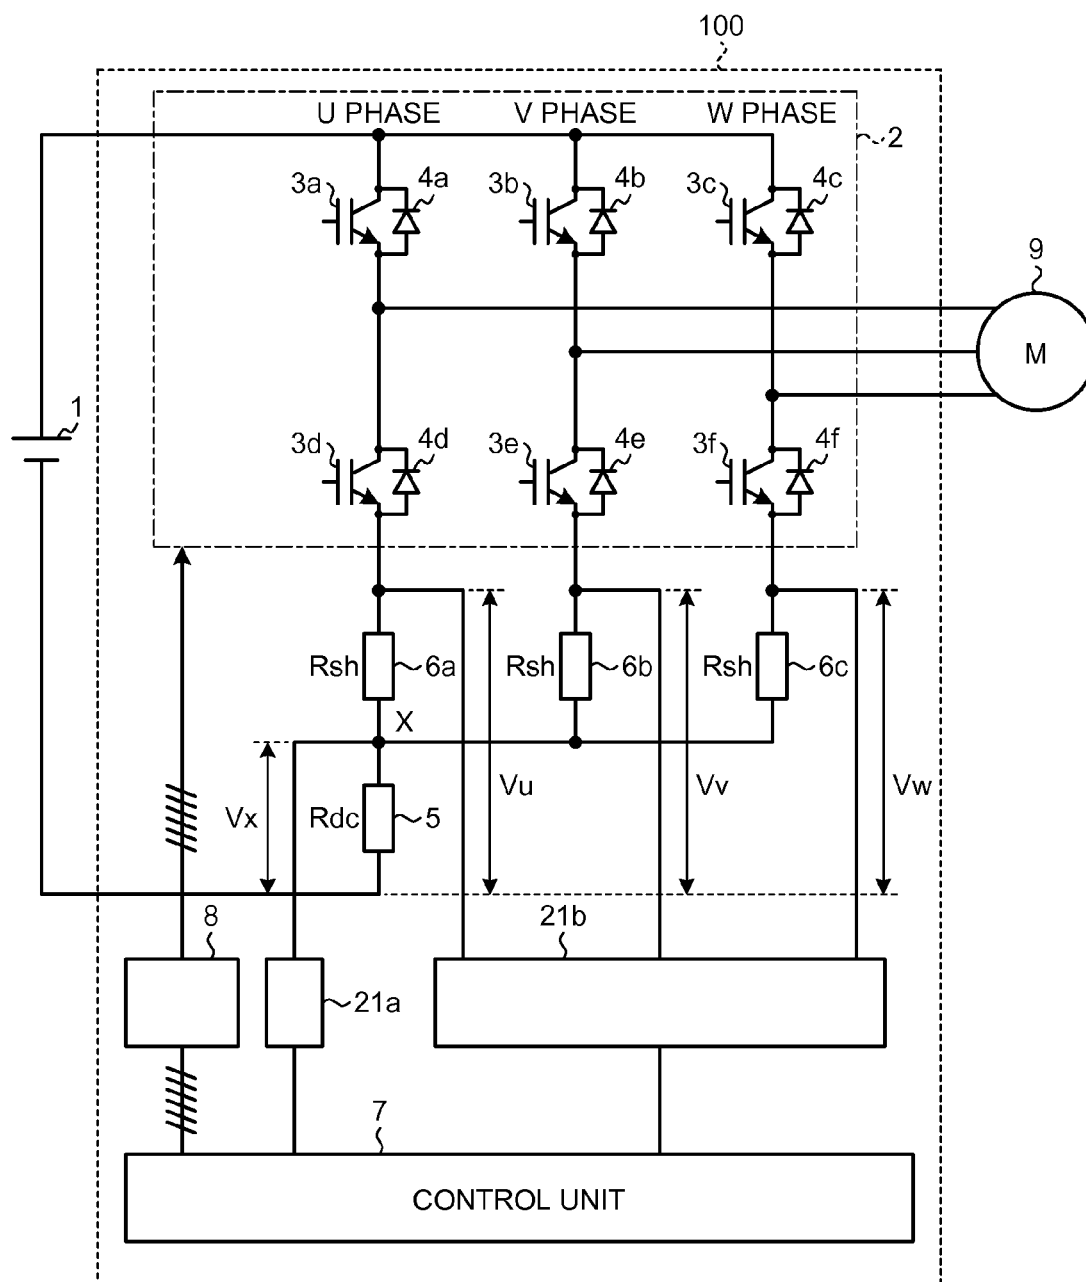 100
U PHASE V PHASE W PHASE
2
3a 4a 3b 4b 3c 4c
9
M
1
3d 4d 3e 4e 3f 4f
Rsh 6a Rsh 6b Rsh 6c
X
Vu Vv Vw
Vx Rdc 5
8 21b
21a
7
CONTROL UNIT